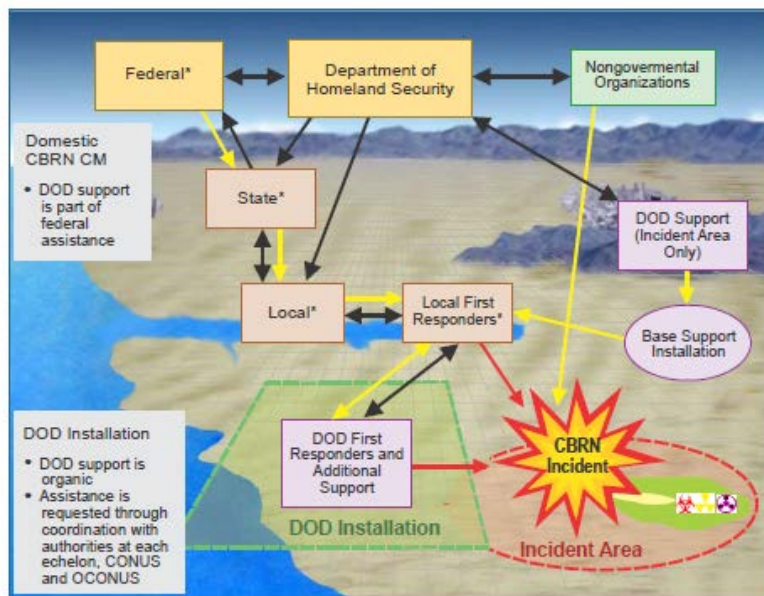 Federal*
Department of
Homeland Security
Nongovermental
Organizations
Domestic
CBRN CM
• DOD support
is part of
federal
assistance
State*
DOD Support
(Incident Area
Only)
Local*
Local First
Responders*
Base Support
Installation
DOD Installation
• DOD support is
organic
• Assistance is
requested through
coordination with
authorities at each
echelon, CONUS
and OCONUS
DOD First
Responders and
Additional
Support
CBRN
Incident
DOD Installation
Incident Area